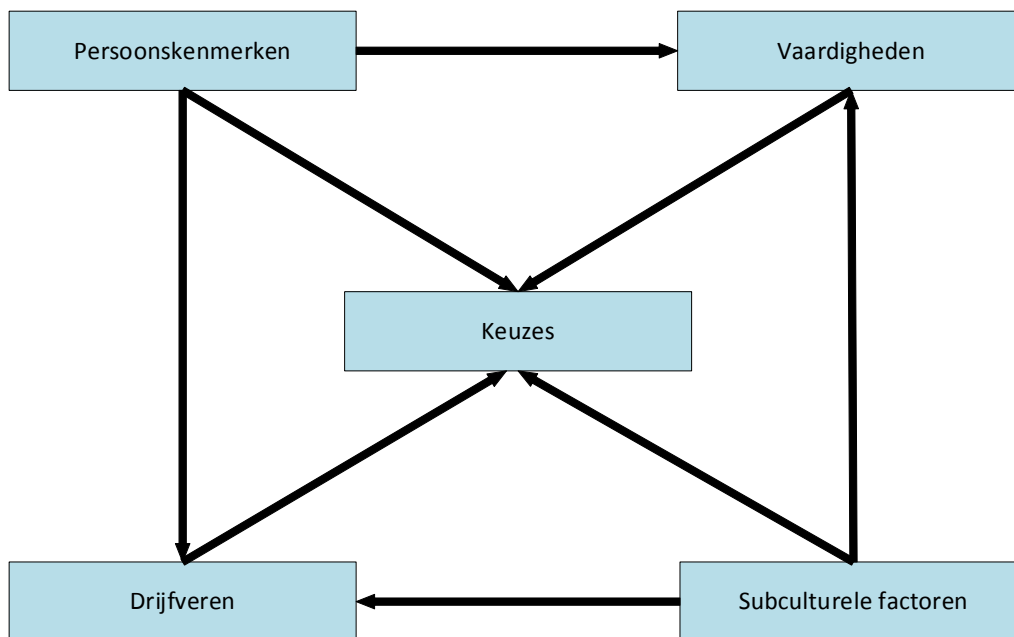 Persoonskenmerken
Vaardigheden
Keuzes
Drijfveren
Subculturele factoren